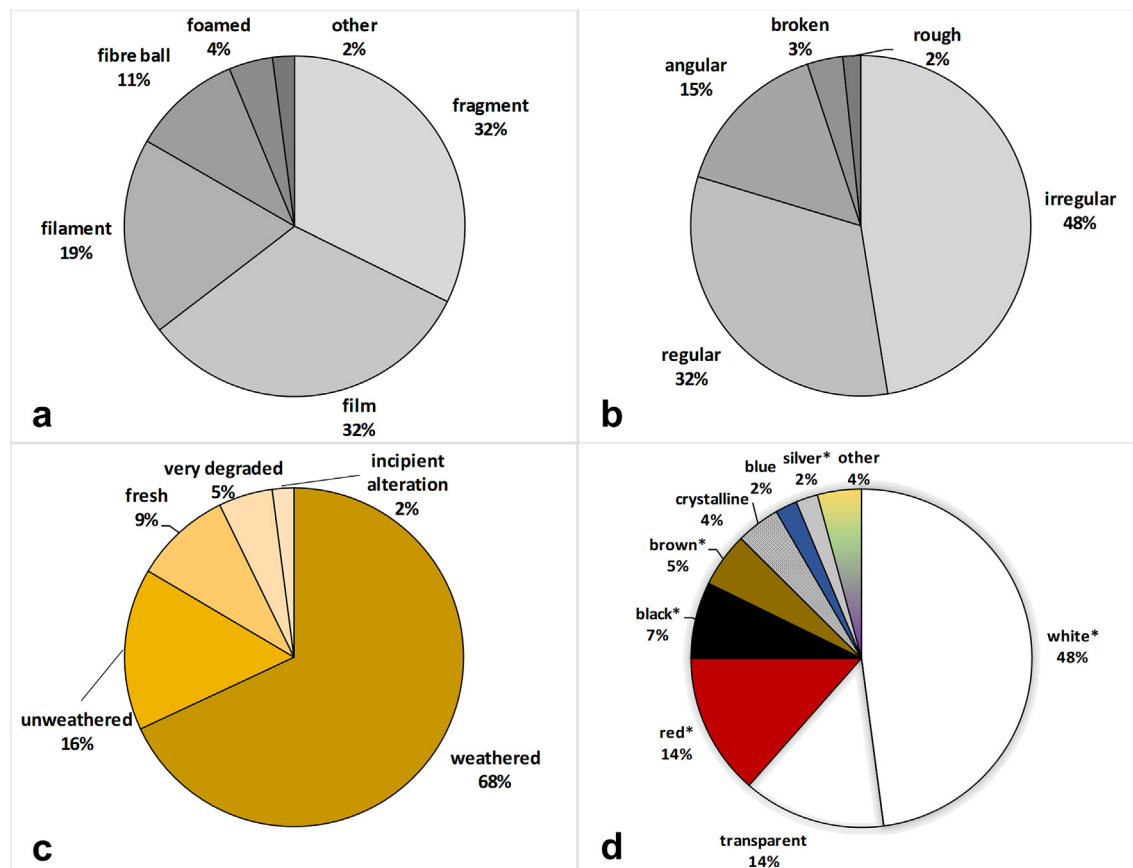 foamed
4%
other
2%
fibre ball
11%
fragment
32%
filament
19%
film
32%
a
broken
3%
rough
2%
angular
15%
irregular
48%
regular
32%
b
very degraded
5%
incipient
alteration
2%
fresh
9%
unweathered
16%
weathered
68%
c
blue
2%
silver*
2%
other
4%
crystalline
4%
brown*
5%
black*
7%
white*
48%
red*
14%
transparent
14%
d